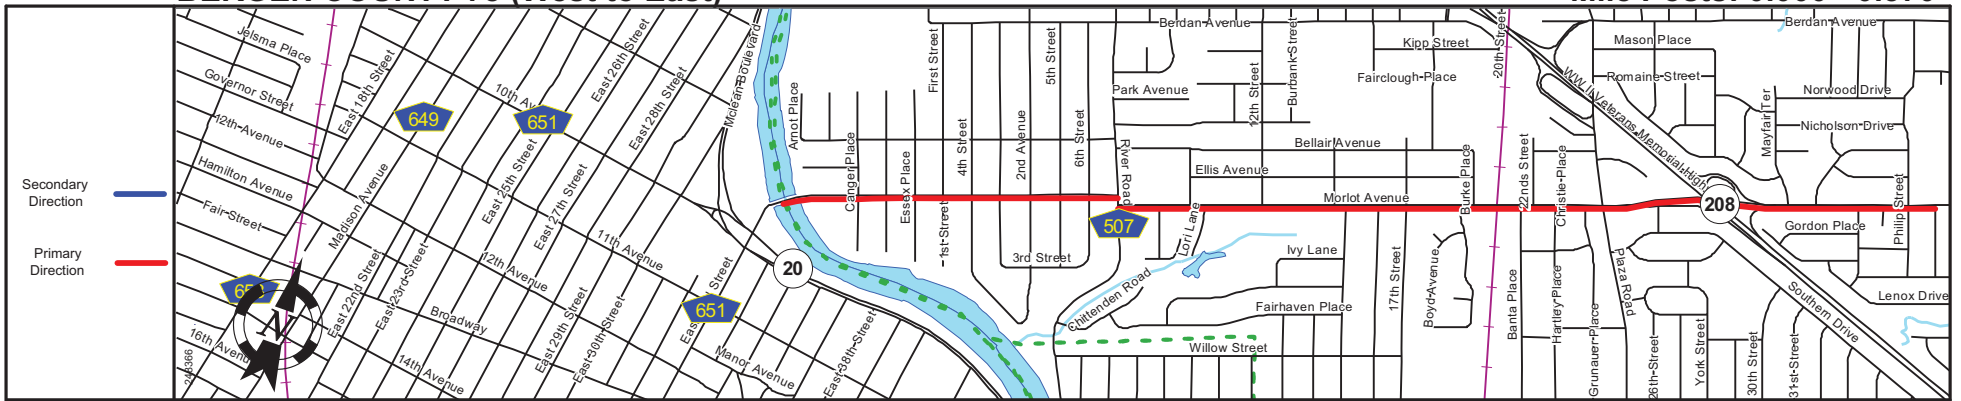 Secondary
Direction
Primary
Direction
Jelsma Place
Governor Street
12th Avenue
Hamilton Avenue
Fair Street
16th Avenue
248366
N
East 18th Street
Madison Avenue
649
10th Av
651
East 26th Street
East 28th Street
East 25th Street
East 27th Street
11th Avenue
12th Avenue
East 22nd Street
East 23rd Street
Broadway
14th Avenue
East 29th Street
East 30th Street
651
Manor Avenue
East 38th Street
Mclean Boulevard
20
Arnot Place
Canger Place
Essex Place
First Street
1st Street
4th Street
2nd Avenue
3rd Street
5th Street
6th Street
River Road
507
Berdan Avenue
Park Avenue
12th Street
Burbank Street
Kipp Street
Fairclough Place
Bellair Avenue
Ellis Avenue
Morlot Avenue
Lori Lane
Ivy Lane
Chittenden Road
Fairhaven Place
Willow Street
17th Street
Boyd Avenue
Burke Place
20th Street
22nds Street
Christie Place
Banta Place
Hartley Place
Grunauer Place
Plaza Road
26th Street
York Street
30th Street
31st Street
Southern Drive
WW II Veterans Memorial High
208
Mason Place
Romaine Street
Mayfair Ter
Berdan Avenue
Norwood Drive
Nicholson Drive
Philip Street
Gordon Place
Lenox Drive